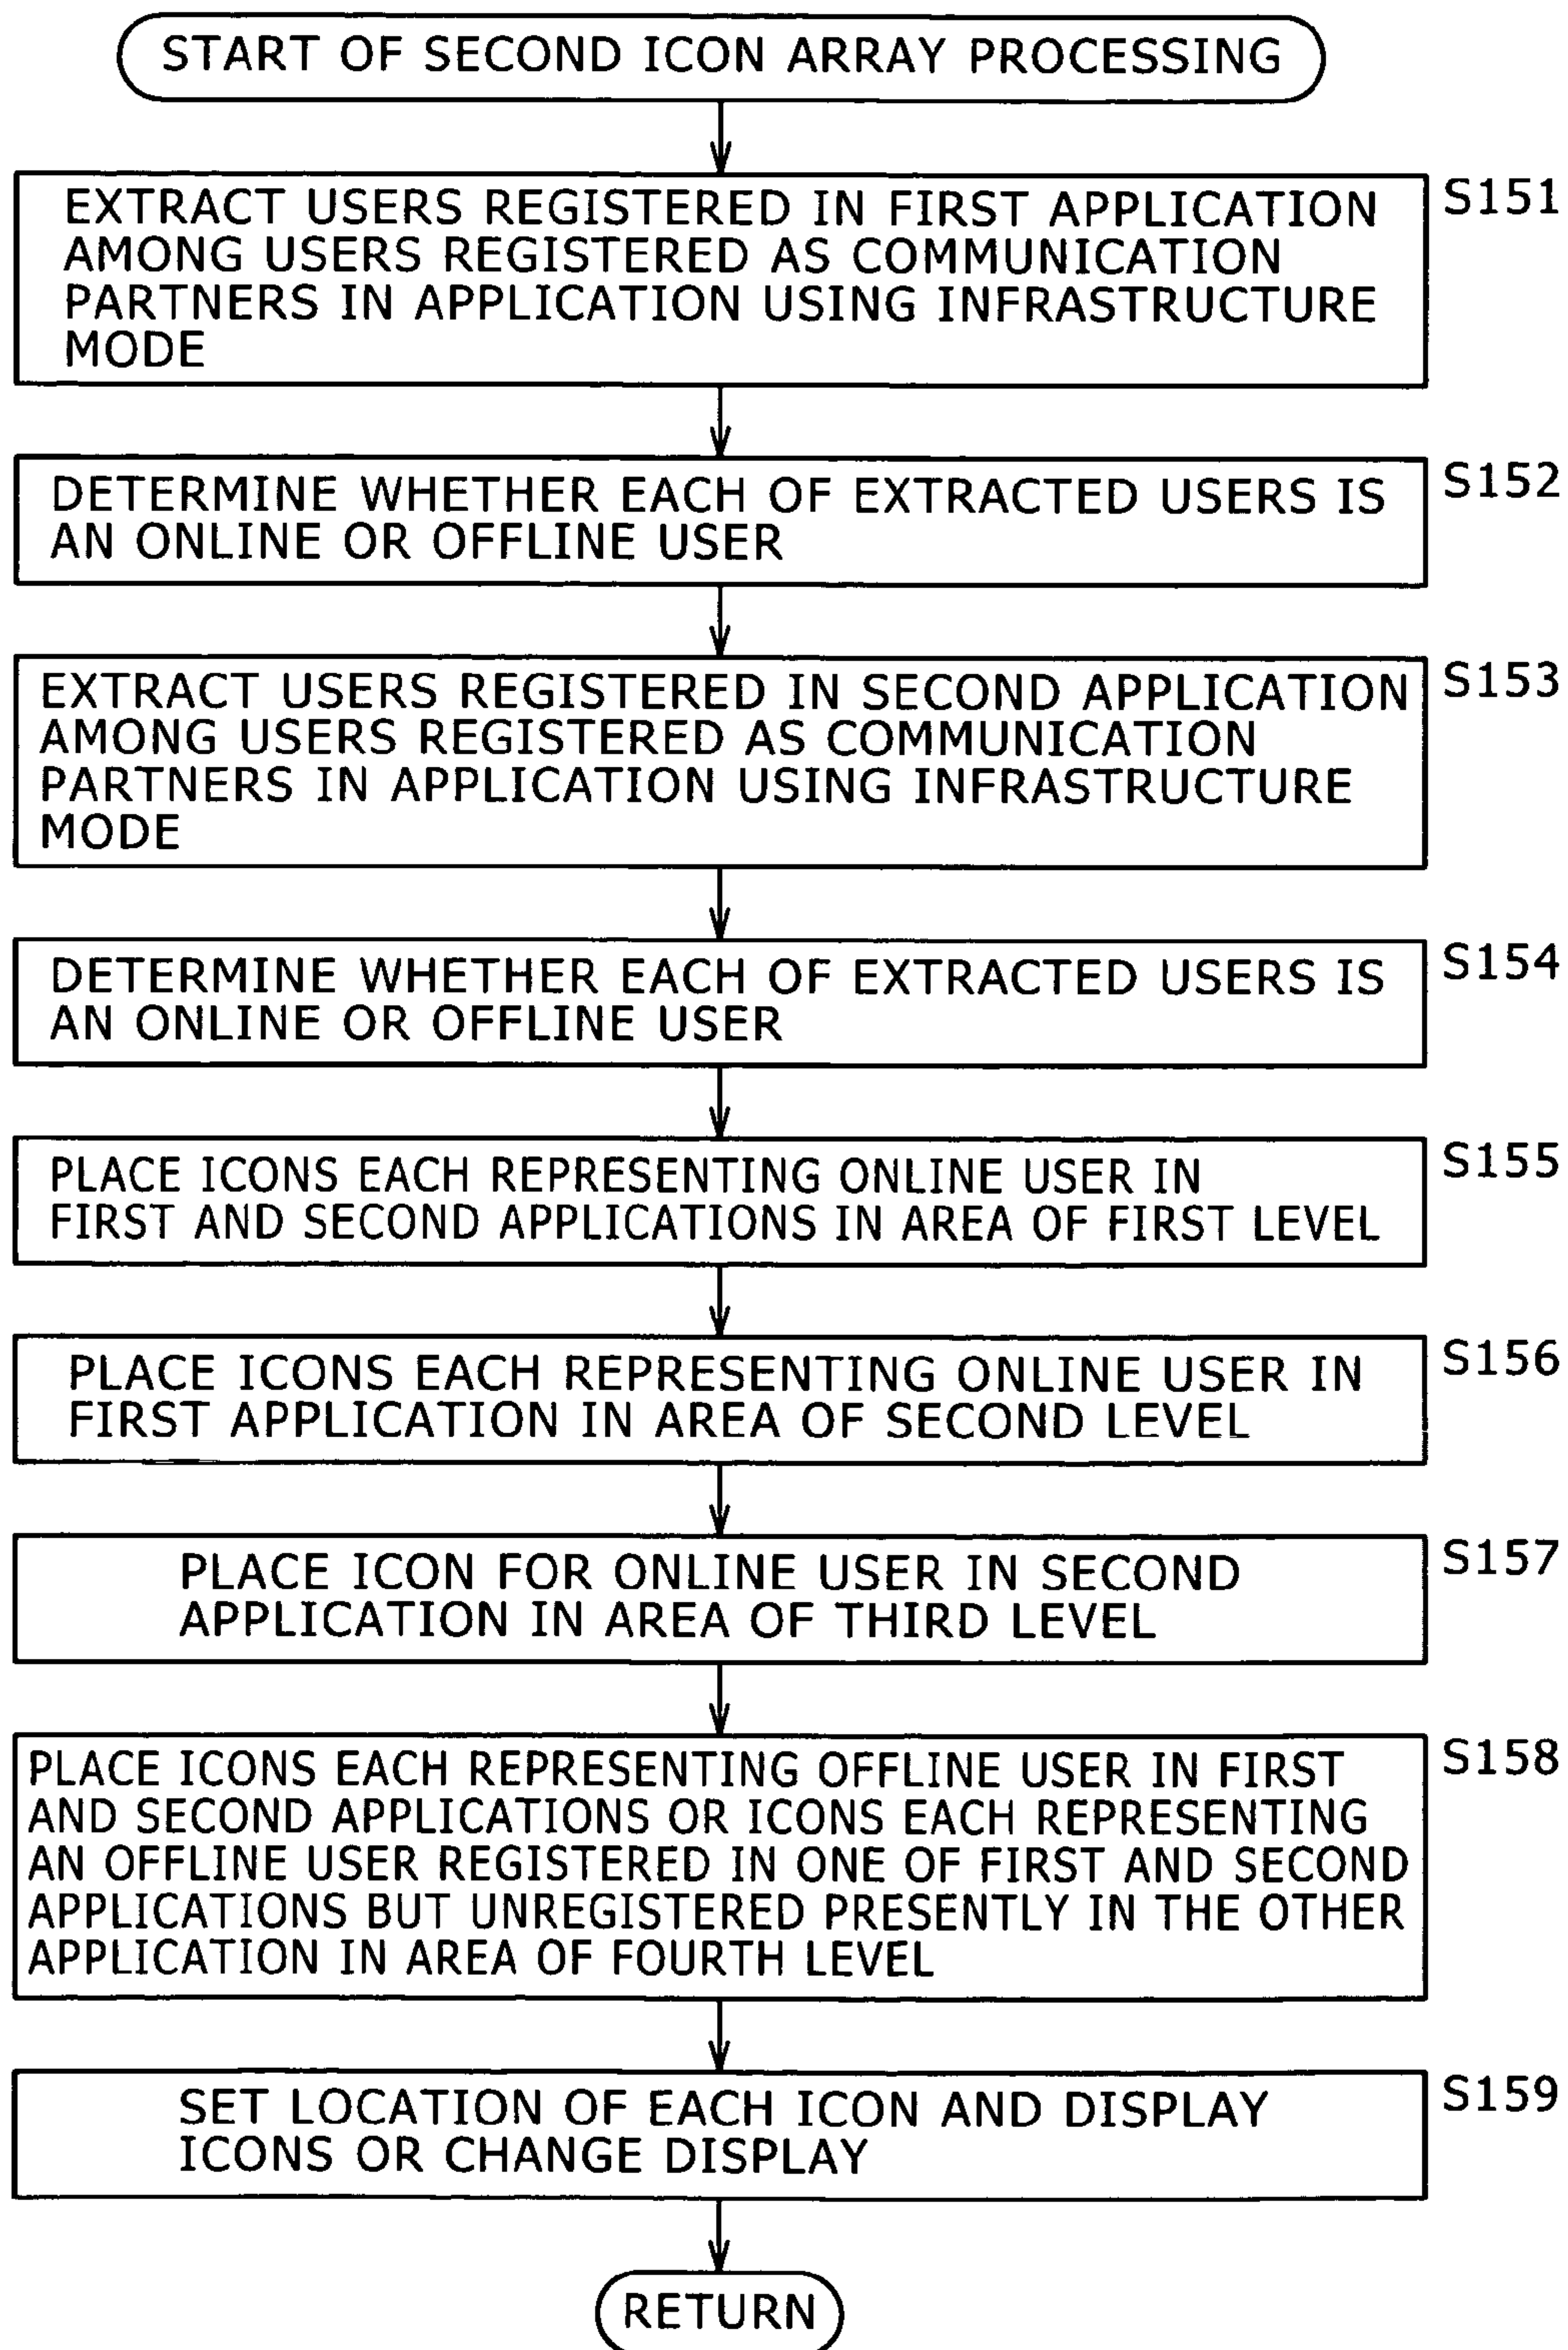 START OF SECOND ICON ARRAY PROCESSING
EXTRACT USERS REGISTERED IN FIRST APPLICATION
AMONG USERS REGISTERED AS COMMUNICATION
PARTNERS IN APPLICATION USING INFRASTRUCTURE
MODE
S151
DETERMINE WHETHER EACH OF EXTRACTED USERS IS
AN ONLINE OR OFFLINE USER
S152
EXTRACT USERS REGISTERED IN SECOND APPLICATION
AMONG USERS REGISTERED AS COMMUNICATION
PARTNERS IN APPLICATION USING INFRASTRUCTURE
MODE
S153
DETERMINE WHETHER EACH OF EXTRACTED USERS IS
AN ONLINE OR OFFLINE USER
S154
PLACE ICONS EACH REPRESENTING ONLINE USER IN
FIRST AND SECOND APPLICATIONS IN AREA OF FIRST LEVEL
S155
PLACE ICONS EACH REPRESENTING ONLINE USER IN
FIRST APPLICATION IN AREA OF SECOND LEVEL
S156
PLACE ICON FOR ONLINE USER IN SECOND
APPLICATION IN AREA OF THIRD LEVEL
S157
PLACE ICONS EACH REPRESENTING OFFLINE USER IN FIRST
AND SECOND APPLICATIONS OR ICONS EACH REPRESENTING
AN OFFLINE USER REGISTERED IN ONE OF FIRST AND SECOND
APPLICATIONS BUT UNREGISTERED PRESENTLY IN THE OTHER
APPLICATION IN AREA OF FOURTH LEVEL
S158
SET LOCATION OF EACH ICON AND DISPLAY
ICONS OR CHANGE DISPLAY
S159
RETURN